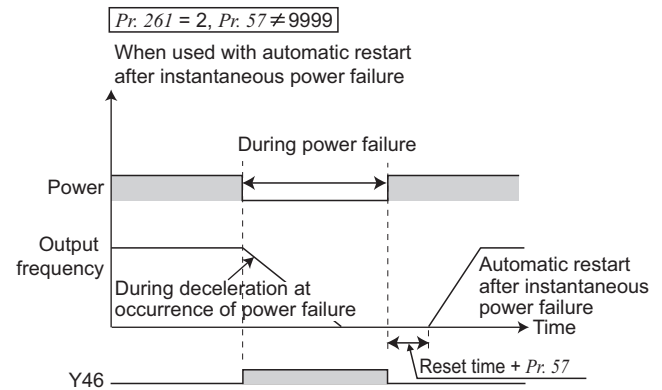 Pr. 261 = 2, Pr. 57 ≠ 9999
When used with automatic restart
after instantaneous power failure
During power failure
Power
Output
frequency
During deceleration at
occurrence of power failure
Automatic restart
after instantaneous
power failure
Time
Reset time + Pr. 57
Y46